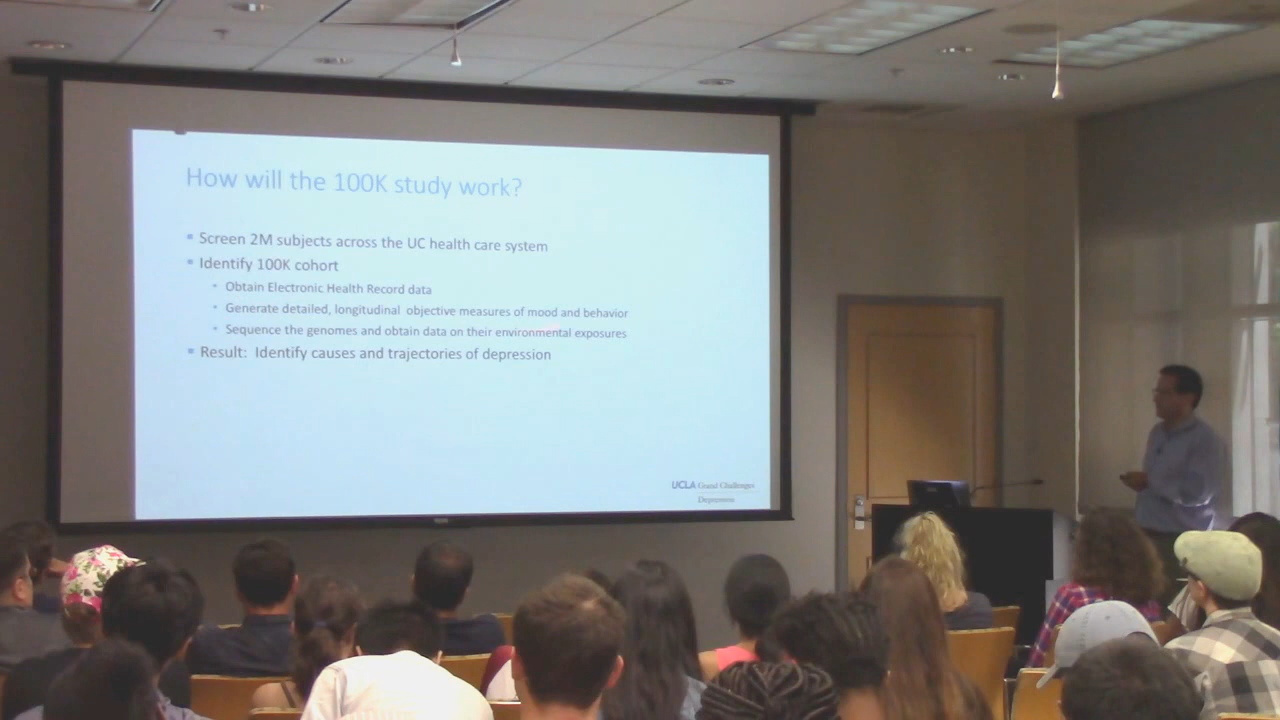 How will the 100K study work?
Screen 2M subjects across the UC health care system
Identify 100K cohort
Obtain Electronic Health Record data
Generate detailed, longitudinal objective measures of mood and behavior
Sequence the genomes and obtain data on their environmental exposures
Result: Identify causes and trajectories of depression
UCLA Grand Challenges
Depression